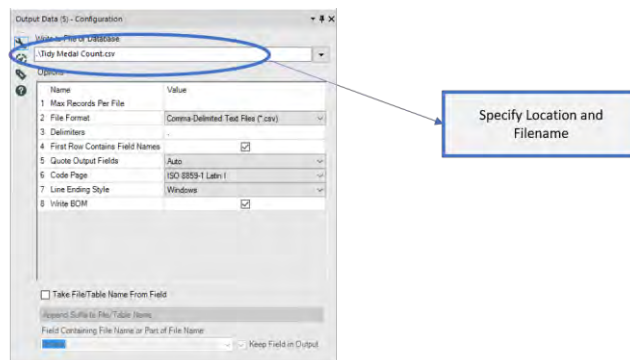 Output Data (5) - Configuration
Write to File or Database
.\Tidy Medal Count.csv
Options
Name Value
1 Max Records Per File
2 File Format Comma-Delimited Text Files (*.csv)
3 Delimiters ,
4 First Row Contains Field Names
5 Quote Output Fields Auto
6 Code Page ISO 8859-1 Latin I
7 Line Ending Style Windows
8 Write BOM
Take File/Table Name From Field
Append Suffix to File/Table Name
Field Containing File Name or Part of File Name
Keep Field in Output
Specify Location and
Filename